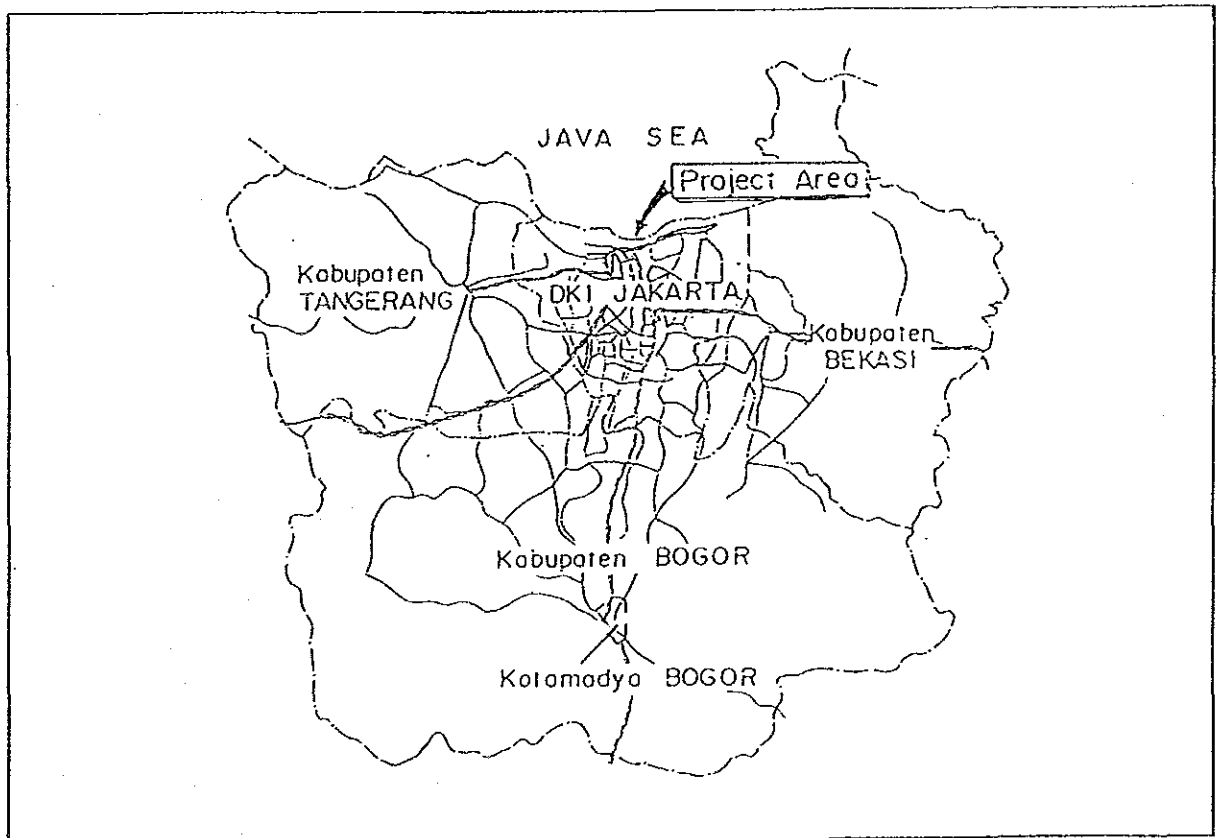 JAVA SEA
Project Area
Kabupaten
TANGERANG
DKI JAKARTA
Kabupaten
BEKASI
Kabupaten BOGOR
Kotamadya BOGOR